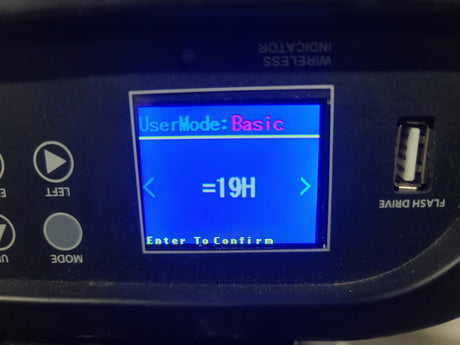 WIRELESS
INDICATOR
UserMode:Basic
< =19H >
Enter To Confirm
FLASH DRIVE
LEFT
MODE